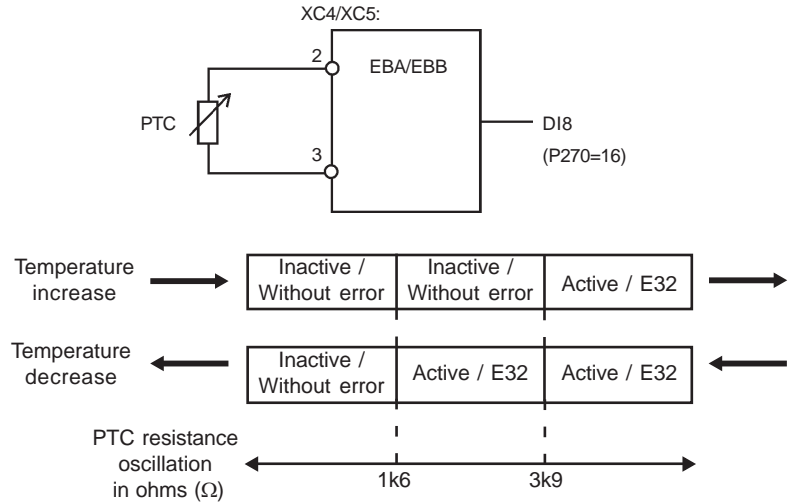 XC4/XC5:
2
EBA/EBB
PTC
DI8
3
(P270=16)
Temperature
increase
Inactive /
Without error
Inactive /
Without error
Active / E32
Temperature
decrease
Inactive /
Without error
Active / E32
Active / E32
PTC resistance
oscillation
in ohms (Ω)
1k6
3k9